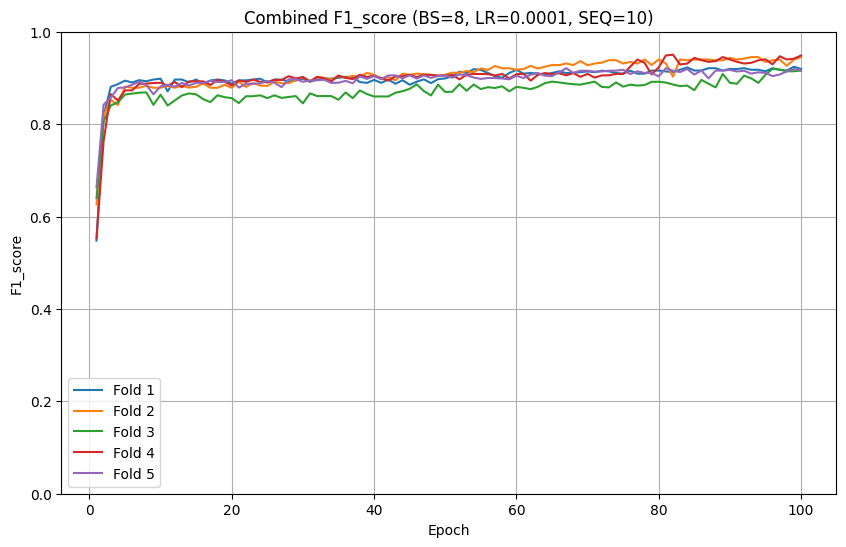 Combined F1_score (BS=8, LR=0.0001, SEQ=10)
1.0
0.8
0.6
0.4
0.2
0.0
F1_score
Fold 1
Fold 2
Fold 3
Fold 4
Fold 5
0 20 40 60 80 100
Epoch